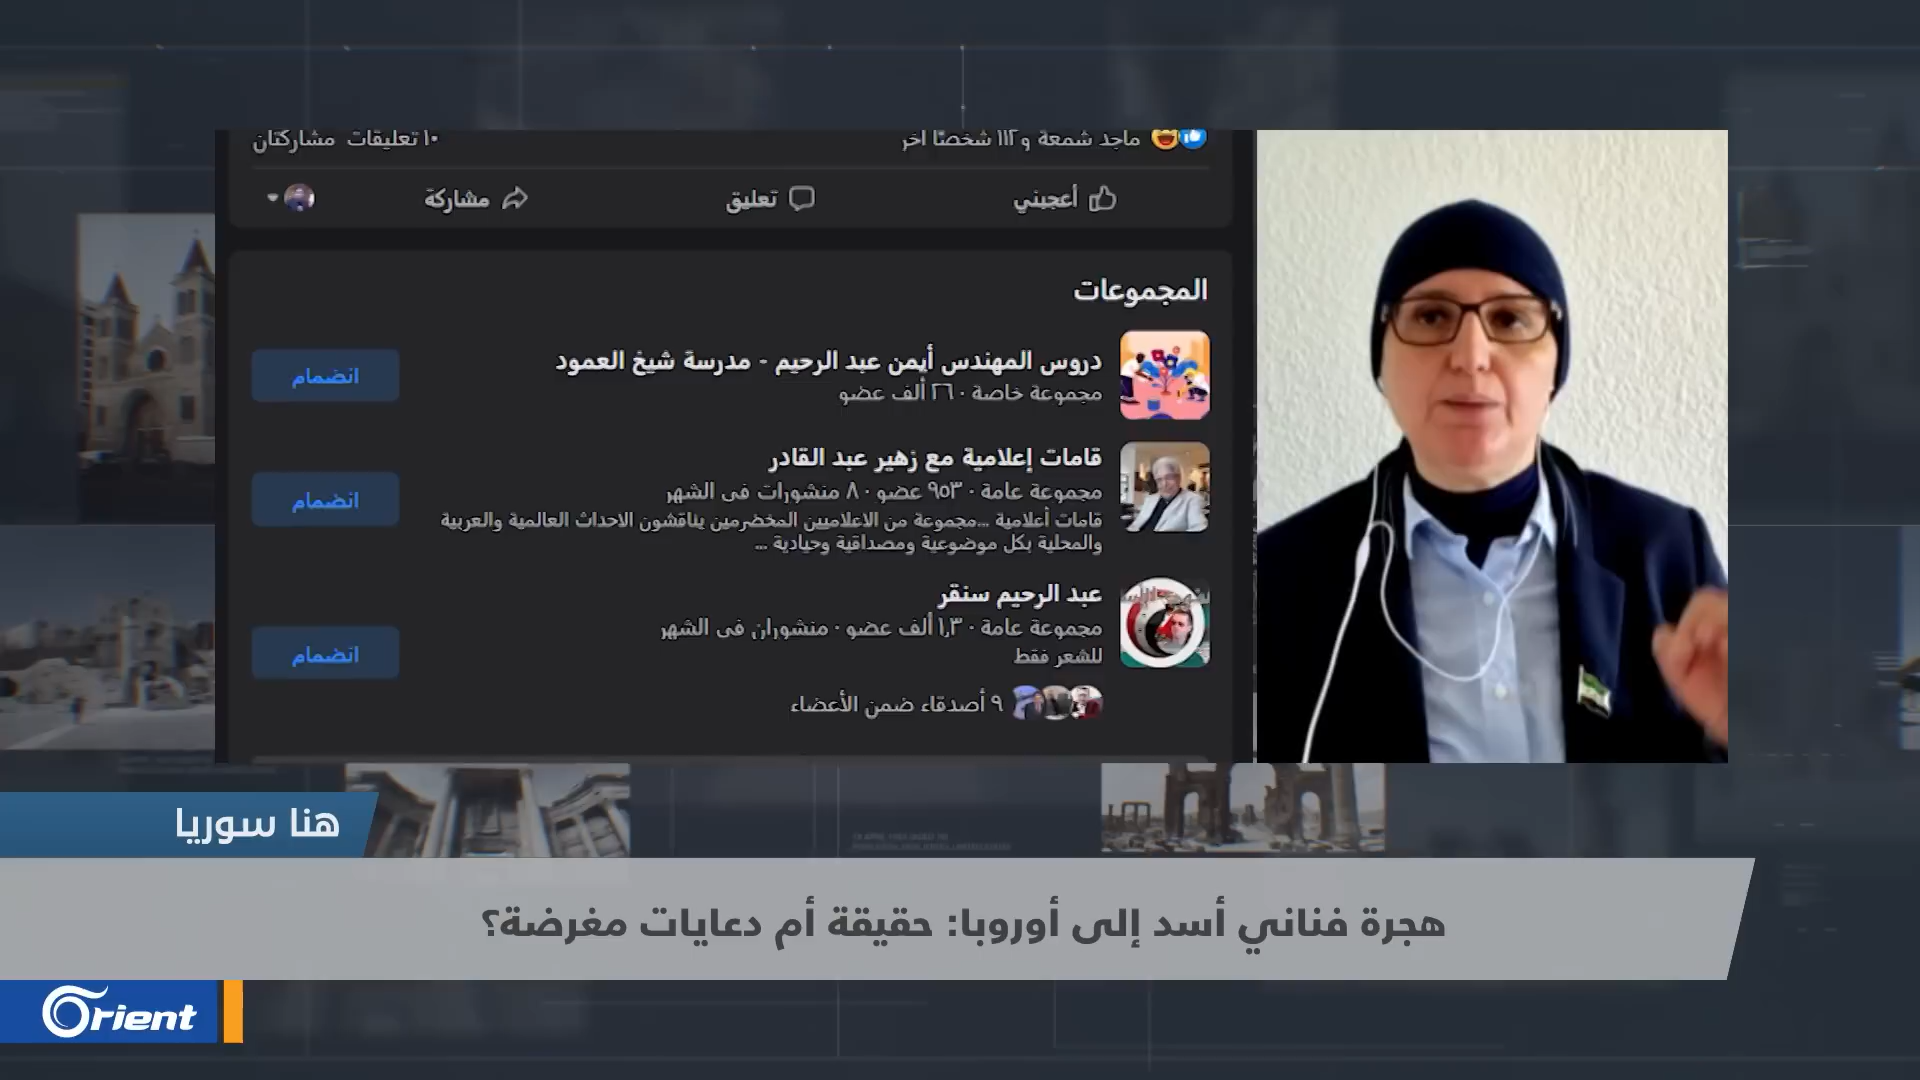 ماجد شمعة و١١٢ شخصًا آخر
١٠ تعليقات مشاركتان
أعجبني
تعليق
مشاركة
المجموعات
دروس المهندس أيمن عبد الرحيم - مدرسة شيخ العمود
مجموعة خاصة · ٢٦ ألف عضو
انضمام
قامات إعلامية مع زهير عبد القادر
مجموعة عامة · ٩٥٣ عضو · ٨ منشورات في الشهر
قامات أعلامية ...مجموعة من الاعلاميين المخضرمين يناقشون الاحداث العالمية والعربية
والمحلية بكل موضوعية ومصداقية وحيادية ...
انضمام
عبد الرحيم سنقر
مجموعة عامة · ١٫٣ ألف عضو · منشوران في الشهر
للشعر فقط
انضمام
٩ أصدقاء ضمن الأعضاء
هنا سوريا
هجرة فناني أسد إلى أوروبا: حقيقة أم دعايات مغرضة؟
Orient